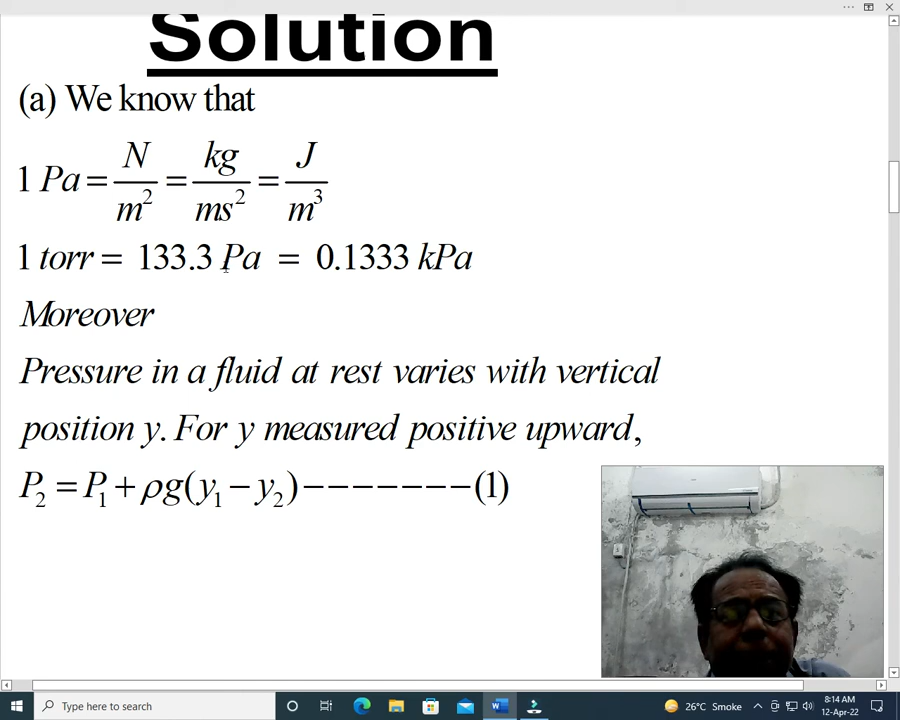 Solution
(a) We know that
1 Pa = N/m² = kg/ms² = J/m³
1 torr = 133.3 Pa = 0.1333 kPa
Moreover
Pressure in a fluid at rest varies with vertical
position y. For y measured positive upward,
P₂ = P₁ + ρg(y₁ − y₂)−−−−−−−(1)
Type here to search
26°C Smoke
8:14 AM
12-Apr-22